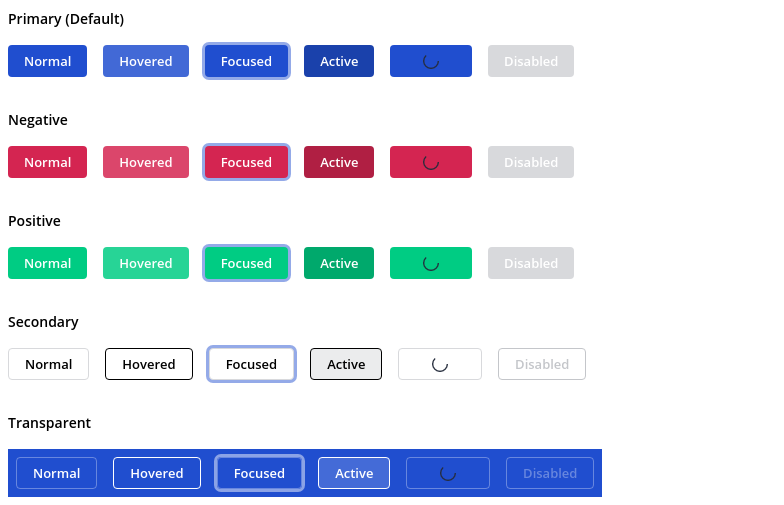 Primary (Default)
Normal Hovered Focused Active Disabled
Negative
Normal Hovered Focused Active Disabled
Positive
Normal Hovered Focused Active Disabled
Secondary
Normal Hovered Focused Active Disabled
Transparent
Normal Hovered Focused Active Disabled